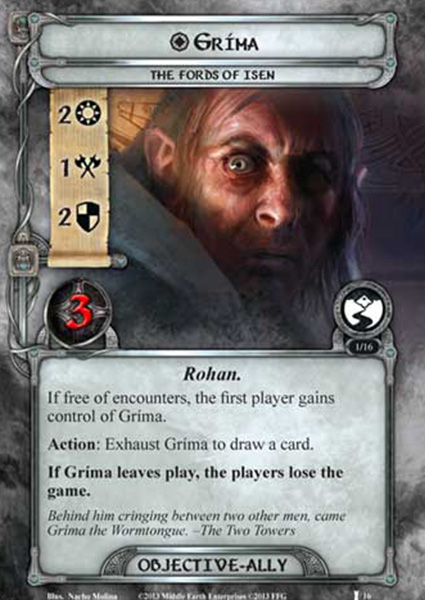 Gríma
The Fords of Isen
2
1
2
3
1/16
Rohan.
If free of encounters, the first player gains
control of Gríma.
Action: Exhaust Gríma to draw a card.
If Gríma leaves play, the players lose the
game.
Behind him cringing between two other men, came
Gríma the Wormtongue. –The Two Towers
Objective-Ally
Illus. Nacho Molina ©2013 Middle Earth Enterprises ©2013 FFG 16